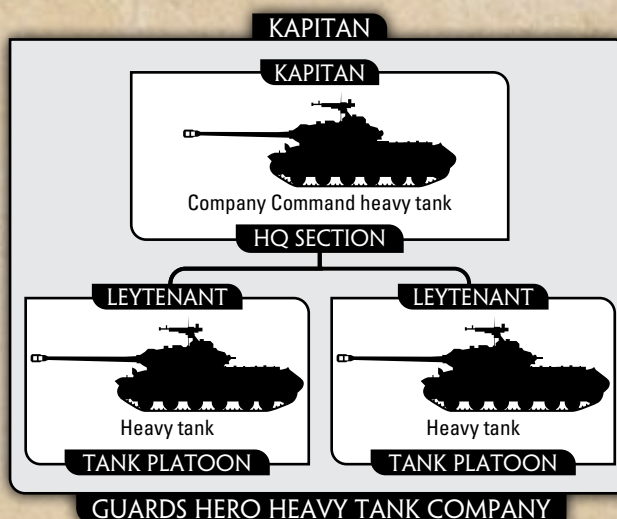 KAPITAN
KAPITAN
Company Command heavy tank
HQ SECTION
LEYTENANT
Heavy tank
TANK PLATOON
LEYTENANT
Heavy tank
TANK PLATOON
GUARDS HERO HEAVY TANK COMPANY